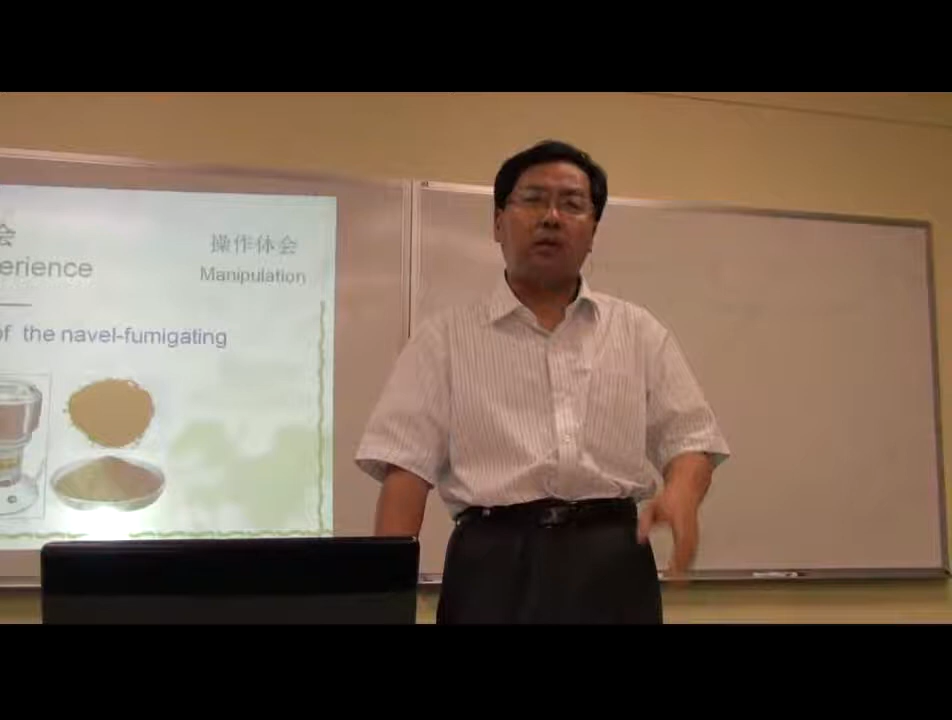 会
操作体会
erience
Manipulation
of the navel-fumigating